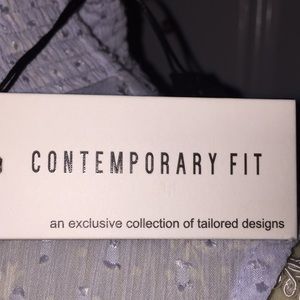 CONTEMPORARY FIT
an exclusive collection of tailored designs